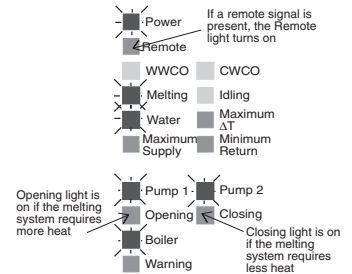 If a remote signal is
present, the Remote
light turns on
Power
Remote
WWCO
CWCO
Melting
Idling
Water
Maximum
ΔT
Maximum
Supply
Minimum
Return
Pump 1
Pump 2
Opening light is
on if the melting
system requires
more heat
Opening
Closing
Boiler
Closing light is on
if the melting
system requires
less heat
Warning